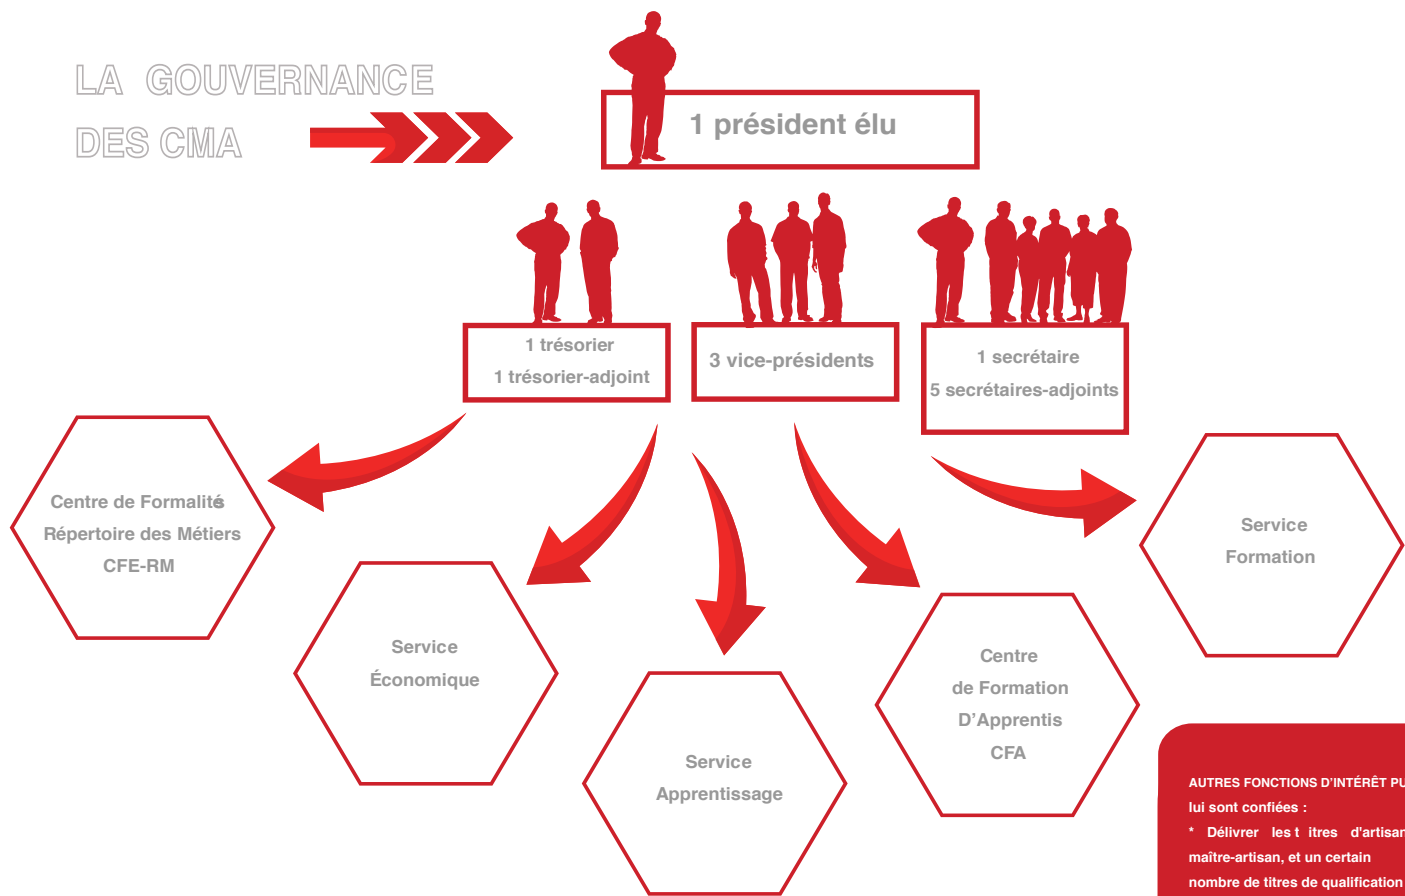 LA GOUVERNANCE
DES CMA
1 président élu
1 trésorier
1 trésorier-adjoint
3 vice-présidents
1 secrétaire
5 secrétaires-adjoints
Centre de Formalités
Répertoire des Métiers
CFE-RM
Service
Économique
Service
Apprentissage
Centre
de Formation
D'Apprentis
CFA
Service
Formation
AUTRES FONCTIONS D'INTÉRÊT PU
lui sont confiées :
* Délivrer les t itres d'artisan
maître-artisan, et un certain
nombre de titres de qualification